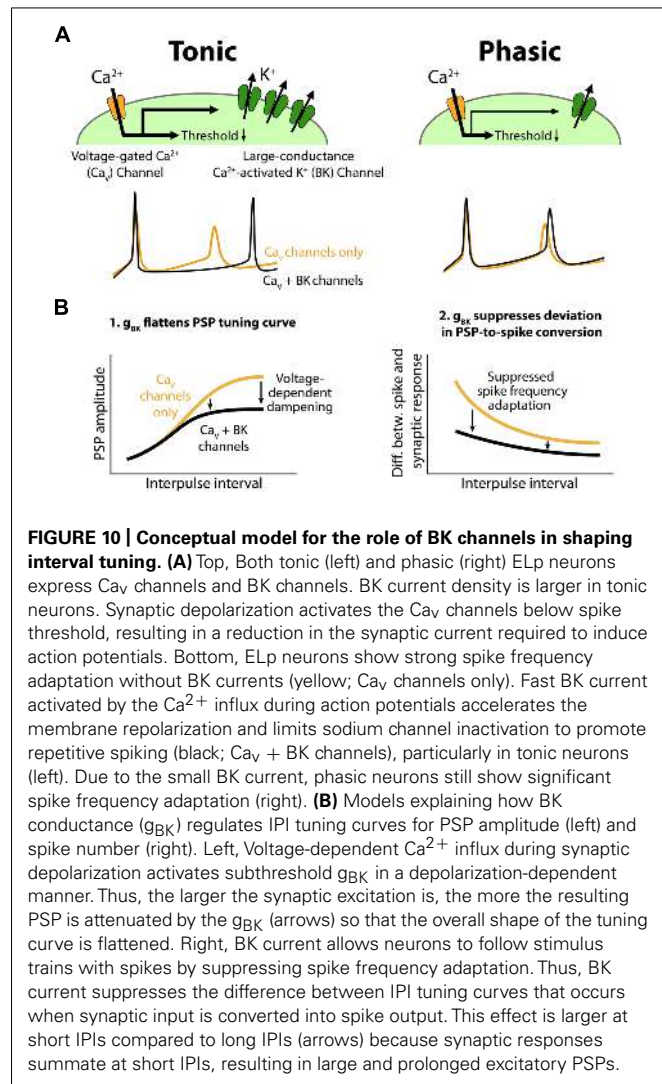 A
Tonic
Phasic
Ca2+
K+
Ca2+
Threshold ↓
Threshold ↓
Voltage-gated Ca2+
(CaV) Channel
Large-conductance
Ca2+-activated K+ (BK) Channel
CaV channels only
CaV + BK channels
B
1. gBK flattens PSP tuning curve
2. gBK suppresses deviation
in PSP-to-spike conversion
PSP amplitude
CaV
channels
only
Voltage-
dependent
dampening
CaV + BK
channels
Interpulse interval
Diff. betw. spike and
synaptic response
Suppressed
spike frequency
adaptation
Interpulse interval
FIGURE 10 | Conceptual model for the role of BK channels in shaping
interval tuning. (A) Top, Both tonic (left) and phasic (right) ELp neurons
express CaV channels and BK channels. BK current density is larger in tonic
neurons. Synaptic depolarization activates the CaV channels below spike
threshold, resulting in a reduction in the synaptic current required to induce
action potentials. Bottom, ELp neurons show strong spike frequency
adaptation without BK currents (yellow; CaV channels only). Fast BK current
activated by the Ca2+ influx during action potentials accelerates the
membrane repolarization and limits sodium channel inactivation to promote
repetitive spiking (black; CaV + BK channels), particularly in tonic neurons
(left). Due to the small BK current, phasic neurons still show significant
spike frequency adaptation (right). (B) Models explaining how BK
conductance (gBK) regulates IPI tuning curves for PSP amplitude (left) and
spike number (right). Left, Voltage-dependent Ca2+ influx during synaptic
depolarization activates subthreshold gBK in a depolarization-dependent
manner. Thus, the larger the synaptic excitation is, the more the resulting
PSP is attenuated by the gBK (arrows) so that the overall shape of the tuning
curve is flattened. Right, BK current allows neurons to follow stimulus
trains with spikes by suppressing spike frequency adaptation. Thus, BK
current suppresses the difference between IPI tuning curves that occurs
when synaptic input is converted into spike output. This effect is larger at
short IPIs compared to long IPIs (arrows) because synaptic responses
summate at short IPIs, resulting in large and prolonged excitatory PSPs.